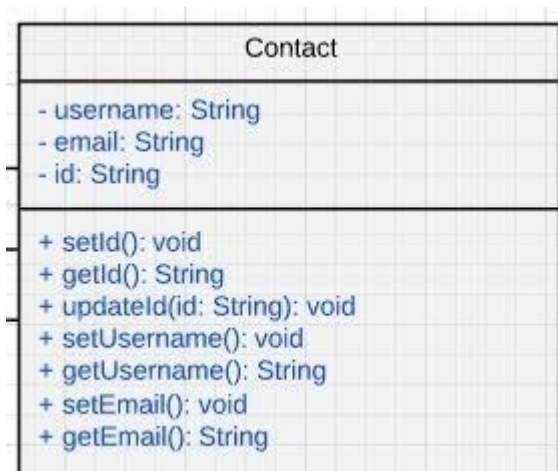 Contact
- username: String
- email: String
- id: String
+ setId(): void
+ getId(): String
+ updateId(id: String): void
+ setUsername(): void
+ getUsername(): String
+ setEmail(): void
+ getEmail(): String